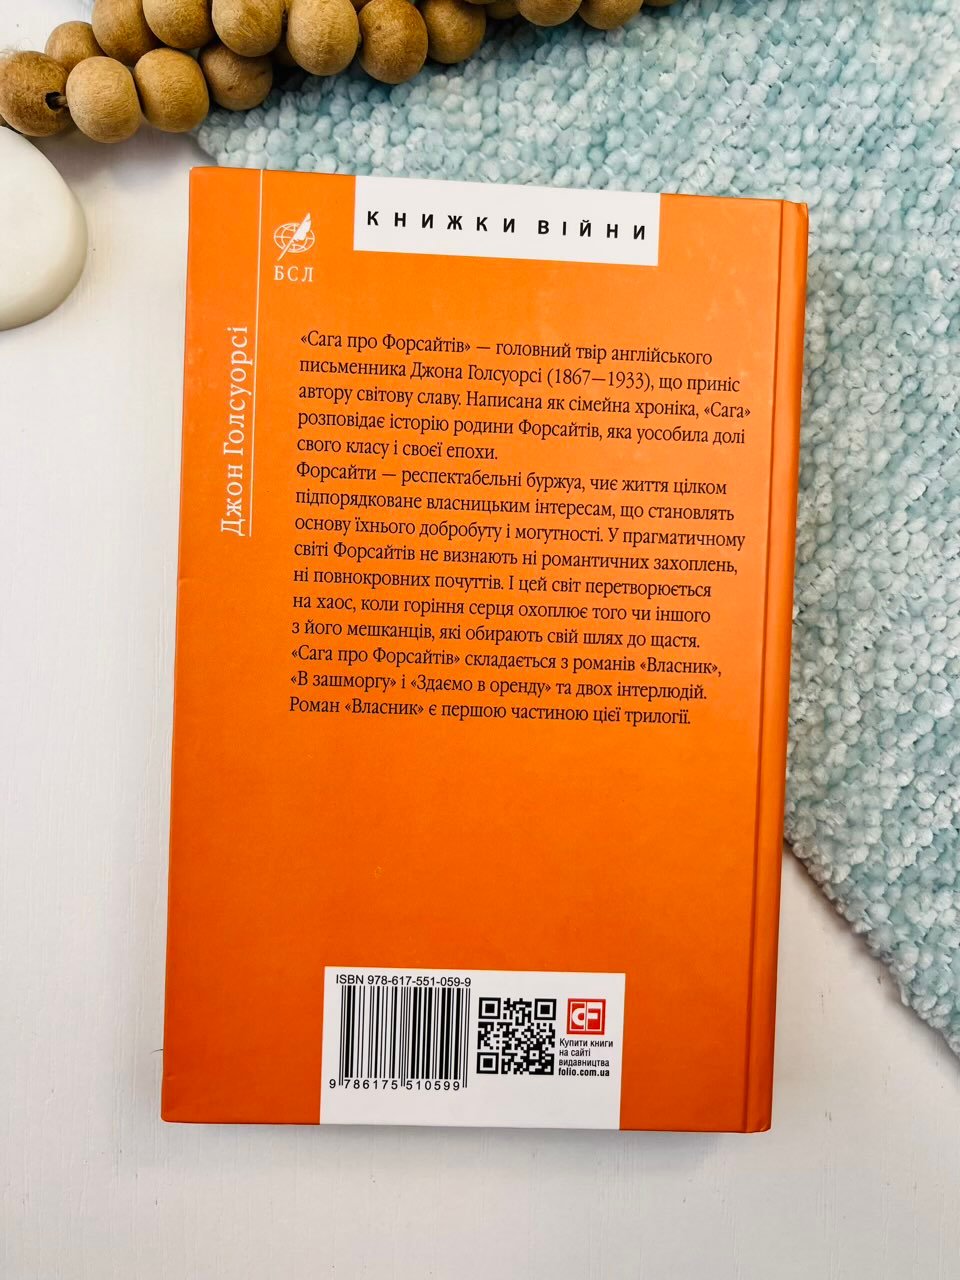 КНИЖКИ ВІЙНИ
БСЛ
Джон Голсуорсі
«Сага про Форсайтів» — головний твір англійського
письменника Джона Голсуорсі (1867—1933), що приніс
автору світову славу. Написана як сімейна хроніка, «Сага»
розповідає історію родини Форсайтів, яка уособила долі
свого класу і своєї епохи.
Форсайти — респектабельні буржуа, чиє життя цілком
підпорядковане власницьким інтересам, що становлять
основу їхнього добробуту і могутності. У прагматичному
світі Форсайтів не визнають ні романтичних захоплень,
ні повнокровних почуттів. І цей світ перетворюється
на хаос, коли горіння серця охоплює того чи іншого
з його мешканців, які обирають свій шлях до щастя.
«Сага про Форсайтів» складається з романів «Власник»,
«В зашморгу» і «Здаємо в оренду» та двох інтерлюдій.
Роман «Власник» є першою частиною цієї трилогії.
ISBN 978-617-551-059-9
9 786175 510599
CF
Купити книги
на сайті
видавництва
folio.com.ua